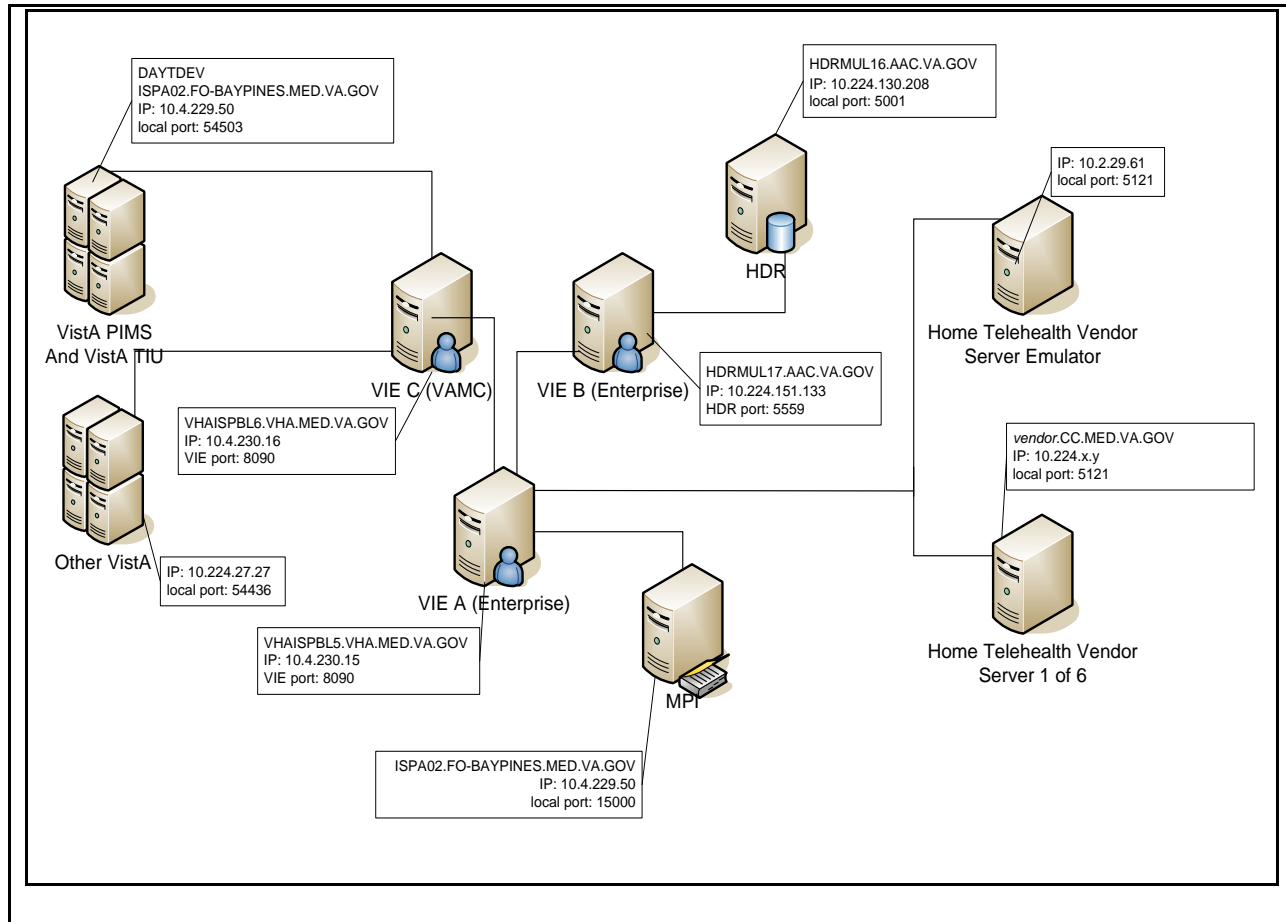 DAYTDEV
ISPA02.FO-BAYPINES.MED.VA.GOV
IP: 10.4.229.50
local port: 54503
HDRMUL16.AAC.VA.GOV
IP: 10.224.130.208
local port: 5001
IP: 10.2.29.61
local port: 5121
HDR
VistA PIMS
And VistA TIU
Home Telehealth Vendor
Server Emulator
VIE C (VAMC)
VIE B (Enterprise)
HDRMUL17.AAC.VA.GOV
IP: 10.224.151.133
HDR port: 5559
VHAISPBL6.VHA.MED.VA.GOV
IP: 10.4.230.16
VIE port: 8090
vendor.CC.MED.VA.GOV
IP: 10.224.x.y
local port: 5121
Other VistA
IP: 10.224.27.27
local port: 54436
VIE A (Enterprise)
VHAISPBL5.VHA.MED.VA.GOV
IP: 10.4.230.15
VIE port: 8090
MPI
Home Telehealth Vendor
Server 1 of 6
ISPA02.FO-BAYPINES.MED.VA.GOV
IP: 10.4.229.50
local port: 15000